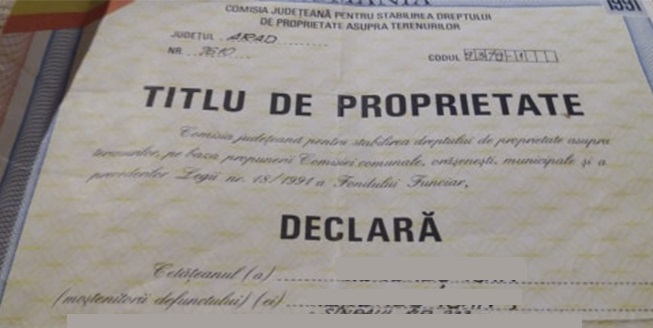 1991
COMISIA JUDEȚEANĂ PENTRU STABILIREA DREPTULUI
DE PROPRIETATE ASUPRA TERENURILOR
JUDEȚUL ARAD
NR.
CODUL
TITLU DE PROPRIETATE
Comisia județeană pentru stabilirea dreptului de proprietate asupra
terenurilor, pe baza propunerii Comisiei comunale, orășenești, municipale și a
prevederilor Legii nr. 18/1991 a Fondului Funciar,
DECLARĂ
Cetățeanul (a)
(moștenitorii defunctului) (ei)